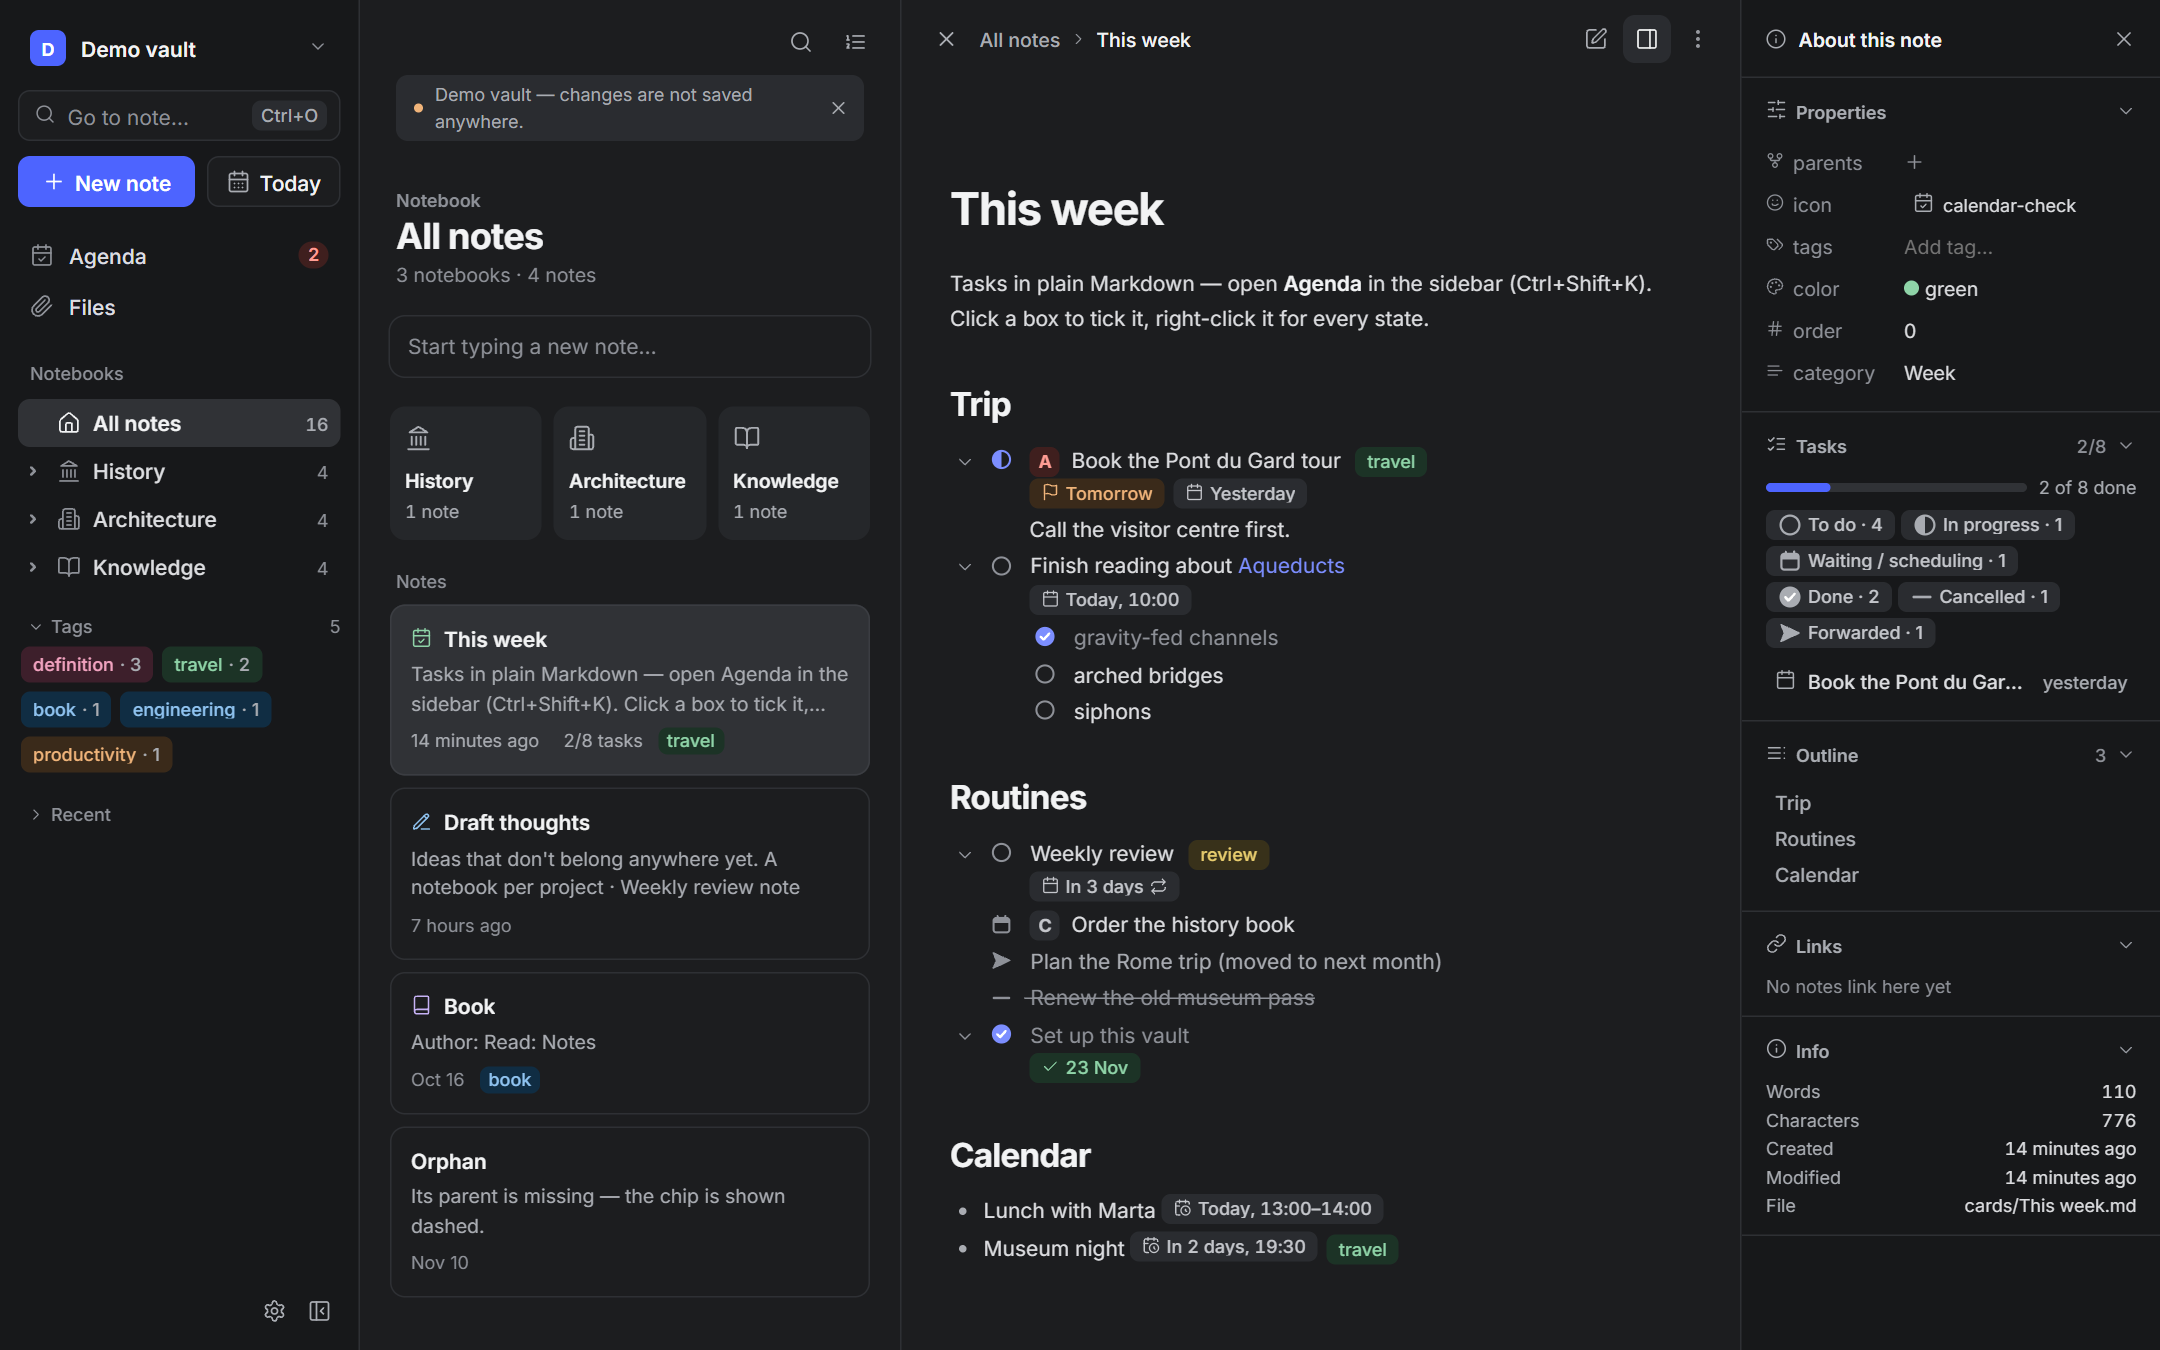 D Demo vault
Go to note... Ctrl+O
New note Today
Agenda 2
Files
Notebooks
All notes 16
History 4
Architecture 4
Knowledge 4
Tags 5
definition · 3 travel · 2
book · 1 engineering · 1
productivity · 1
Recent
Demo vault — changes are not saved
anywhere.
Notebook
All notes
3 notebooks · 4 notes
Start typing a new note...
History
1 note
Architecture
1 note
Knowledge
1 note
Notes
This week
Tasks in plain Markdown — open Agenda in the
sidebar (Ctrl+Shift+K). Click a box to tick it,...
14 minutes ago 2/8 tasks travel
Draft thoughts
Ideas that don't belong anywhere yet. A
notebook per project · Weekly review note
7 hours ago
Book
Author: Read: Notes
Oct 16 book
Orphan
Its parent is missing — the chip is shown
dashed.
Nov 10
All notes > This week
This week
Tasks in plain Markdown — open Agenda in the sidebar (Ctrl+Shift+K).
Click a box to tick it, right-click it for every state.
Trip
A Book the Pont du Gard tour travel
Tomorrow Yesterday
Call the visitor centre first.
Finish reading about Aqueducts
Today, 10:00
gravity-fed channels
arched bridges
siphons
Routines
Weekly review review
In 3 days
C Order the history book
Plan the Rome trip (moved to next month)
Renew the old museum pass
Set up this vault
23 Nov
Calendar
Lunch with Marta Today, 13:00–14:00
Museum night In 2 days, 19:30 travel
About this note
Properties
parents
icon calendar-check
tags Add tag...
color green
order 0
category Week
Tasks 2/8
2 of 8 done
To do · 4 In progress · 1
Waiting / scheduling · 1
Done · 2 Cancelled · 1
Forwarded · 1
Book the Pont du Gar... yesterday
Outline 3
Trip
Routines
Calendar
Links
No notes link here yet
Info
Words 110
Characters 776
Created 14 minutes ago
Modified 14 minutes ago
File cards/This week.md